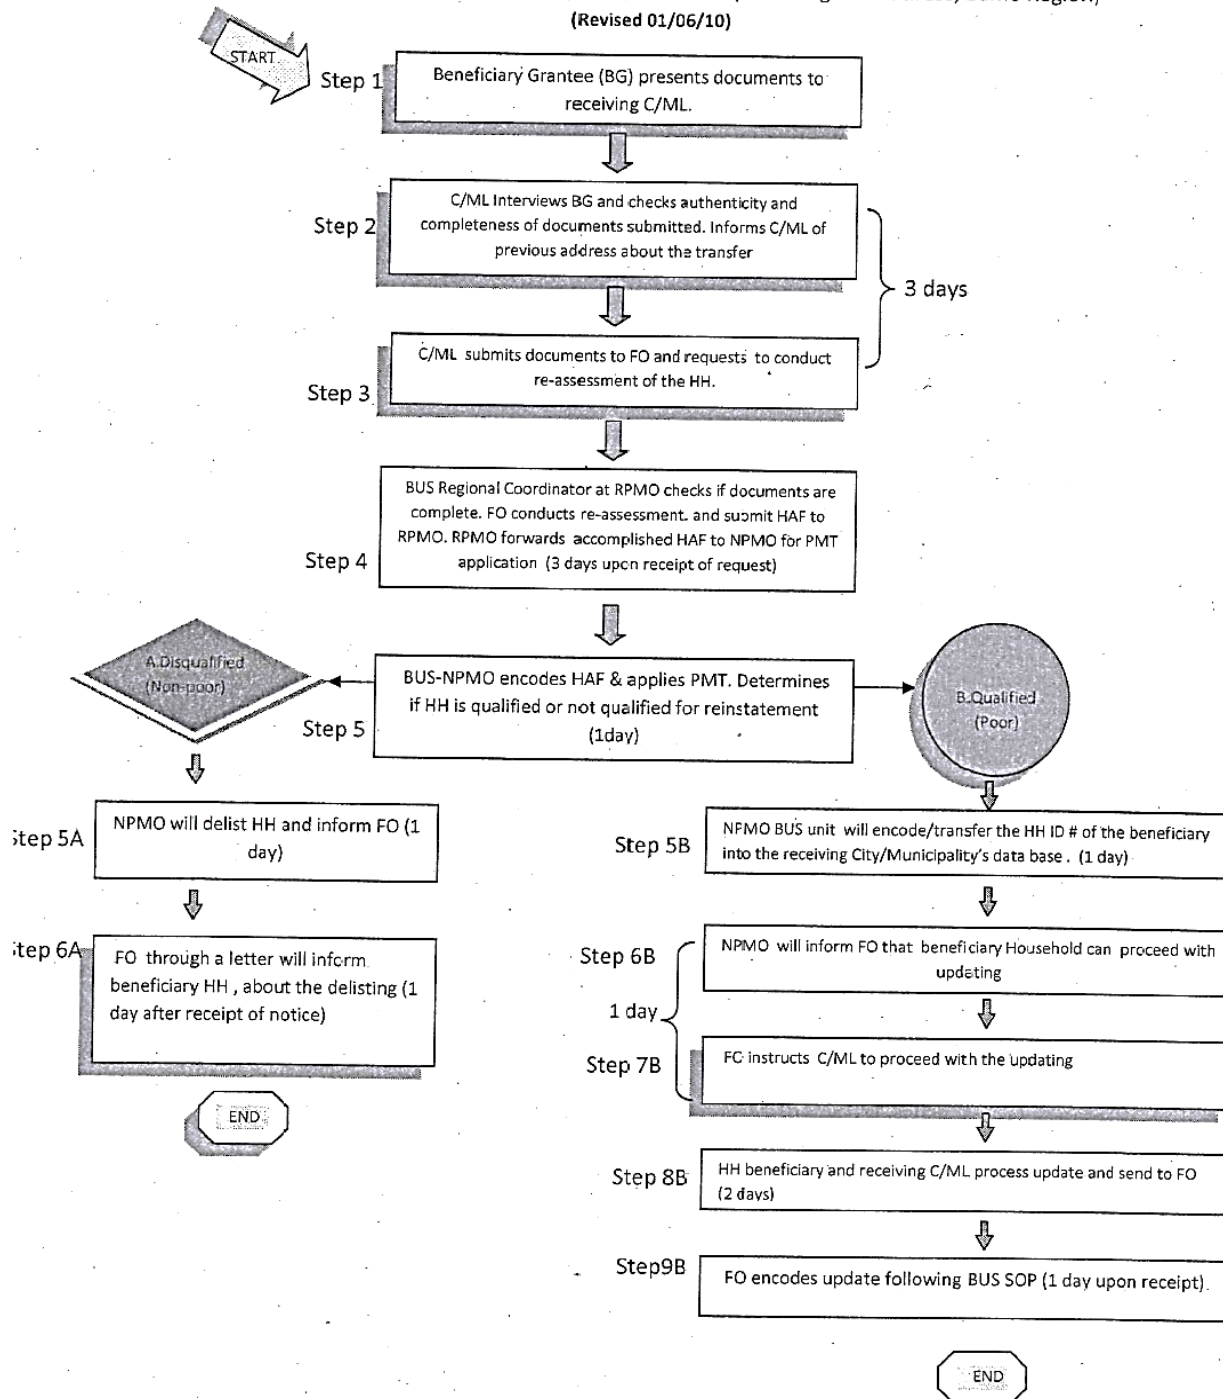 (Revised 01/06/10)
START
Step 1
Beneficiary Grantee (BG) presents documents to
receiving C/ML.
Step 2
C/ML Interviews BG and checks authenticity and
completeness of documents submitted. Informs C/ML of
previous address about the transfer
3 days
Step 3
C/ML submits documents to FO and requests to conduct
re-assessment of the HH.
Step 4
BUS Regional Coordinator at RPMO checks if documents are
complete. FO conducts re-assessment. and submit HAF to
RPMO. RPMO forwards accomplished HAF to NPMO for PMT
application (3 days upon receipt of request)
A.Disqualified
(Non-poor)
Step 5
BUS-NPMO encodes HAF & applies PMT. Determines
if HH is qualified or not qualified for reinstatement
(1day)
B.Qualified
(Poor)
Step 5A
NPMO will delist HH and inform FO (1
day)
Step 6A
FO through a letter will inform
beneficiary HH , about the delisting (1
day after receipt of notice)
END
Step 5B
NPMO BUS unit will encode/transfer the HH ID # of the beneficiary
into the receiving City/Municipality's data base . (1 day)
Step 6B
NPMO will inform FO that beneficiary Household can proceed with
updating
1 day
Step 7B
FO instructs C/ML to proceed with the updating
Step 8B
HH beneficiary and receiving C/ML process update and send to FO
(2 days)
Step9B
FO encodes update following BUS SOP (1 day upon receipt).
END